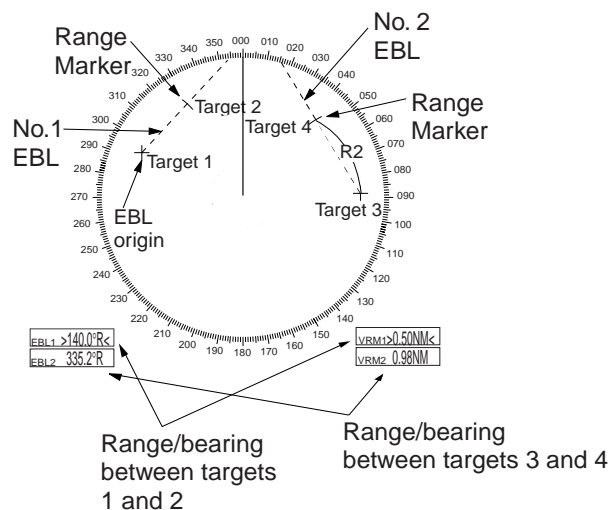 Range
Marker
No. 2
EBL
000
010
020
030
040
050
060
070
080
090
100
110
120
130
140
150
160
170
180
190
200
210
220
230
240
250
260
270
280
290
300
310
320
330
340
350
Target 2
Target 4
Range
Marker
No.1
EBL
Target 1
R2
EBL
origin
Target 3
EBL1 >140.0°R<
EBL2 335.2°R
VRM1>0.50NM<
VRM2 0.98NM
Range/bearing
between targets
1 and 2
Range/bearing
between targets 3 and 4